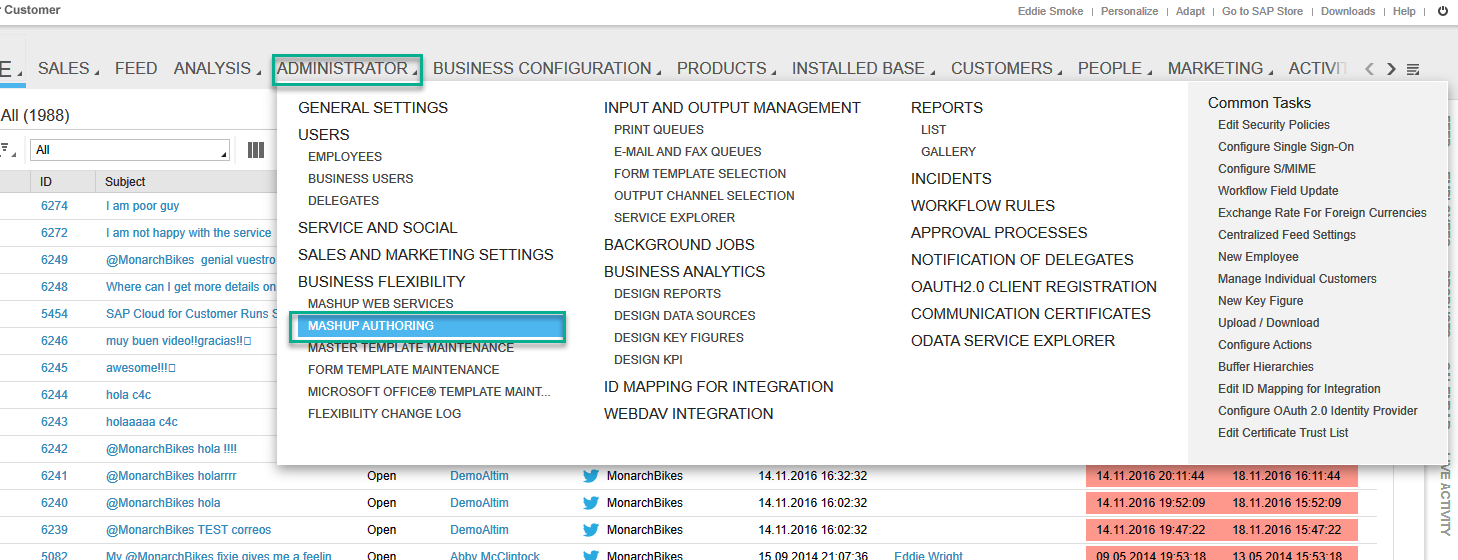 r Customer
Eddie Smoke | Personalize | Adapt | Go to SAP Store | Downloads | Help |
E SALES FEED ANALYSIS ADMINISTRATOR BUSINESS CONFIGURATION PRODUCTS INSTALLED BASE CUSTOMERS PEOPLE MARKETING ACTIVIT
All (1988)
All
ID Subject
6274 I am poor guy
6272 I am not happy with the service
6249 @MonarchBikes genial vuestro
6248 Where can I get more details on
5454 SAP Cloud for Customer Runs S
6246 muy buen video!!gracias!!
6245 awesome!!!
6244 hola c4c
6243 holaaaaa c4c
6242 @MonarchBikes hola !!!!
GENERAL SETTINGS
USERS
EMPLOYEES
BUSINESS USERS
DELEGATES
SERVICE AND SOCIAL
SALES AND MARKETING SETTINGS
BUSINESS FLEXIBILITY
MASHUP WEB SERVICES
MASHUP AUTHORING
MASTER TEMPLATE MAINTENANCE
FORM TEMPLATE MAINTENANCE
MICROSOFT OFFICE® TEMPLATE MAINT...
FLEXIBILITY CHANGE LOG
INPUT AND OUTPUT MANAGEMENT
PRINT QUEUES
E-MAIL AND FAX QUEUES
FORM TEMPLATE SELECTION
OUTPUT CHANNEL SELECTION
SERVICE EXPLORER
BACKGROUND JOBS
BUSINESS ANALYTICS
DESIGN REPORTS
DESIGN DATA SOURCES
DESIGN KEY FIGURES
DESIGN KPI
ID MAPPING FOR INTEGRATION
WEBDAV INTEGRATION
REPORTS
LIST
GALLERY
INCIDENTS
WORKFLOW RULES
APPROVAL PROCESSES
NOTIFICATION OF DELEGATES
OAUTH2.0 CLIENT REGISTRATION
COMMUNICATION CERTIFICATES
ODATA SERVICE EXPLORER
Common Tasks
Edit Security Policies
Configure Single Sign-On
Configure S/MIME
Workflow Field Update
Exchange Rate For Foreign Currencies
Centralized Feed Settings
New Employee
Manage Individual Customers
New Key Figure
Upload / Download
Configure Actions
Buffer Hierarchies
Edit ID Mapping for Integration
Configure OAuth 2.0 Identity Provider
Edit Certificate Trust List
6241 @MonarchBikes holarrrr Open DemoAltim MonarchBikes 14.11.2016 16:32:32 14.11.2016 20:11:44 18.11.2016 16:11:44
6240 @MonarchBikes hola Open DemoAltim MonarchBikes 14.11.2016 16:02:32 14.11.2016 19:52:09 18.11.2016 15:52:09
6239 @MonarchBikes TEST correos Open DemoAltim MonarchBikes 14.11.2016 16:02:32 14.11.2016 19:47:22 18.11.2016 15:47:22
5082 My @MonarchBikes fixie gives me a feelin Open Abby McClintock MonarchBikes 15.09.2014 21:07:36 Eddie Wright 09.05.2014 19:53:18 13.05.2014 15:53:18
IVE ACTIVITY